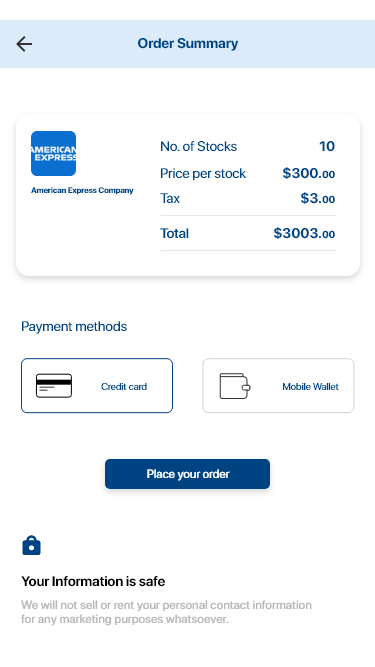 Order Summary
AMERICAN
EXPRESS
American Express Company
No. of Stocks 10
Price per stock $300.00
Tax $3.00
Total $3003.00
Payment methods
Credit card
Mobile Wallet
Place your order
Your Information is safe
We will not sell or rent your personal contact information
for any marketing purposes whatsoever.